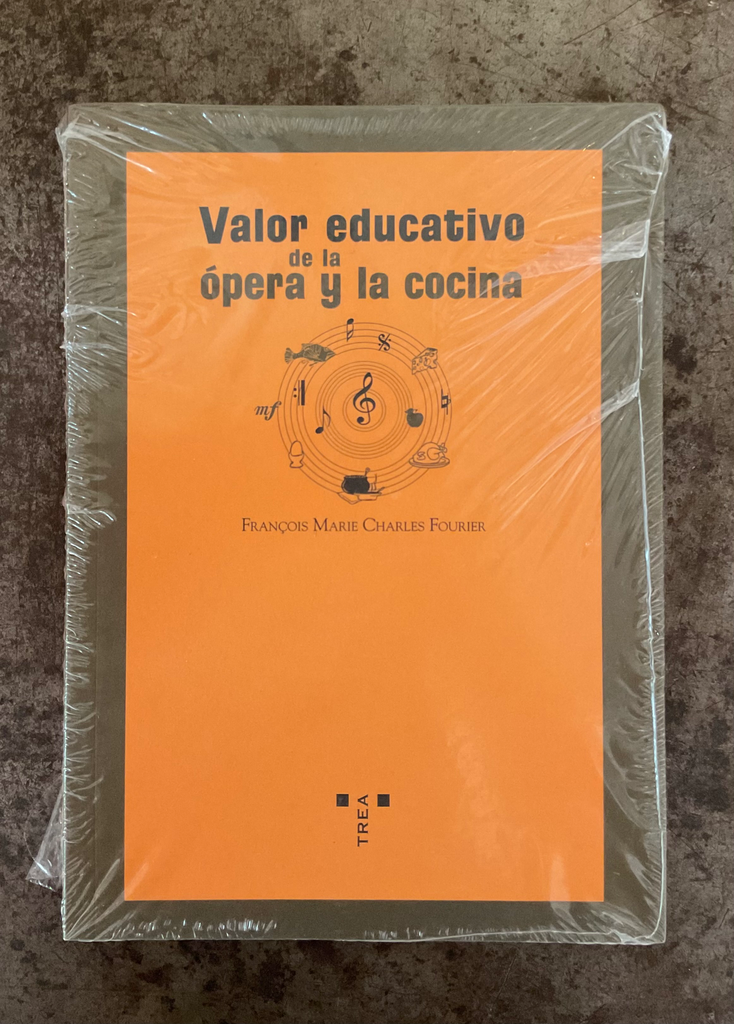 Valor educativo
de la
ópera y la cocina
mf
François Marie Charles Fourier
TREA